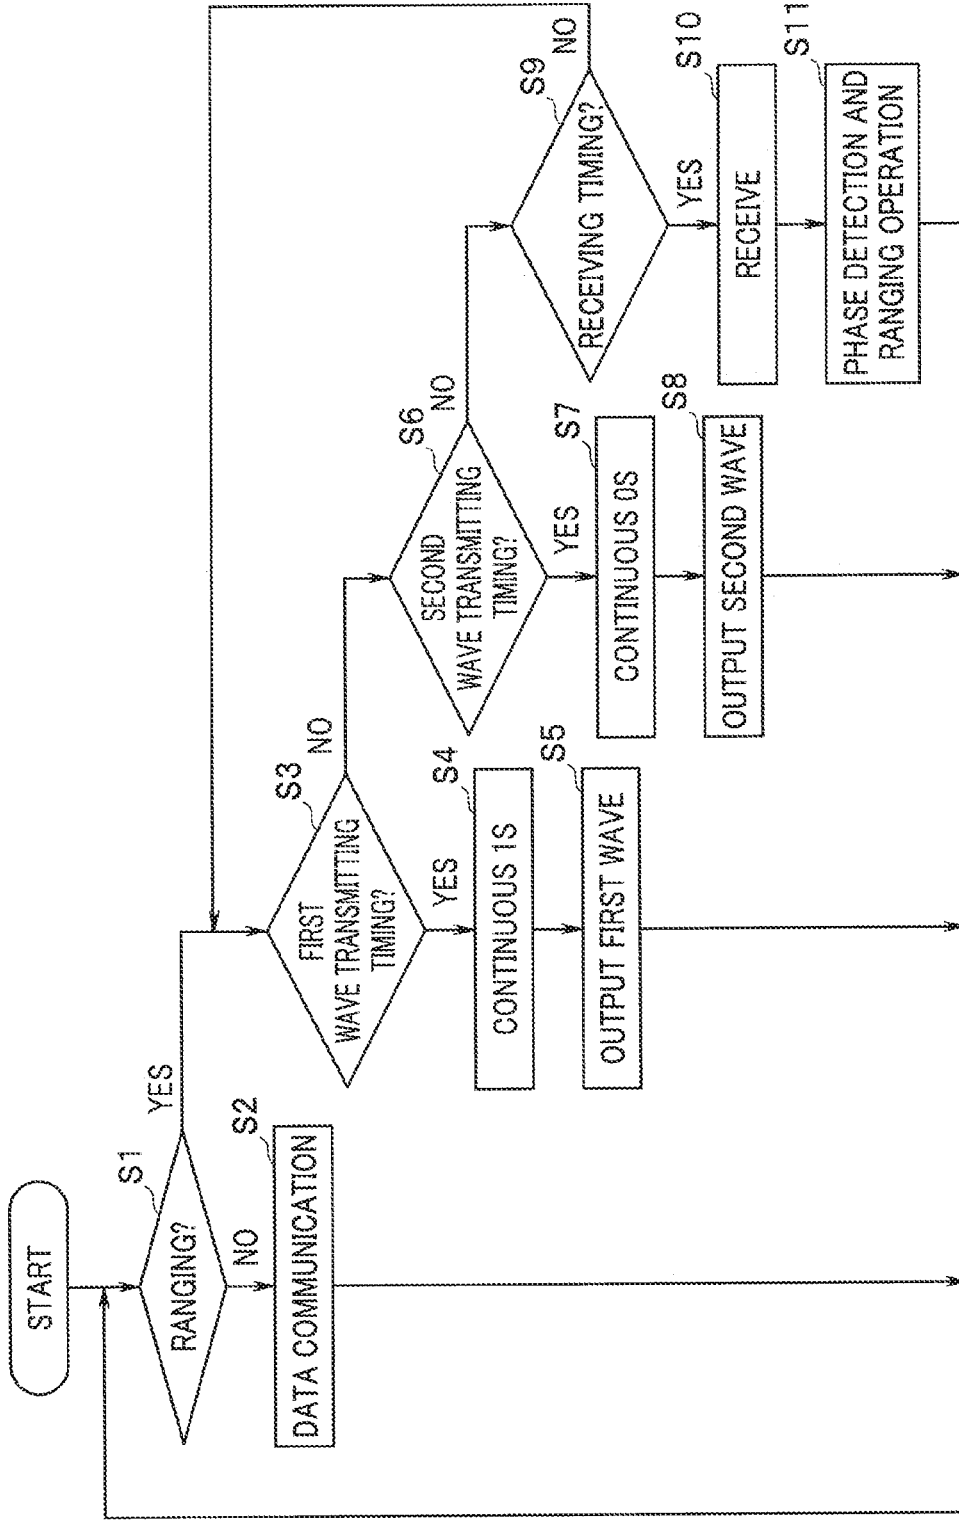 START
S1
RANGING?
YES
NO
S2
DATA COMMUNICATION
S3
FIRST
WAVE TRANSMITTING
TIMING?
NO
YES
S4
CONTINUOUS 1S
S5
OUTPUT FIRST WAVE
S6
SECOND
WAVE TRANSMITTING
TIMING?
NO
YES
S7
CONTINUOUS 0S
S8
OUTPUT SECOND WAVE
S9
RECEIVING TIMING?
NO
YES
S10
RECEIVE
S11
PHASE DETECTION AND
RANGING OPERATION